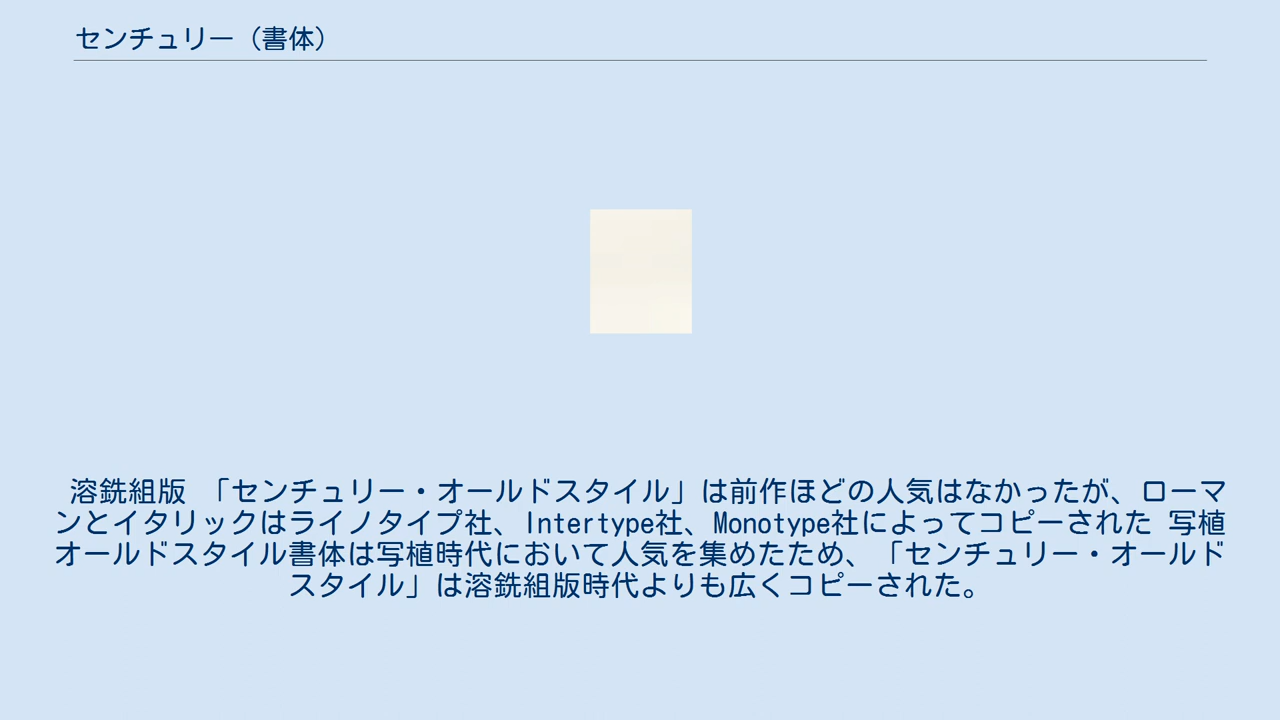 センチュリー（書体）
溶銑組版 「センチュリー・オールドスタイル」は前作ほどの人気はなかったが、ローマ
ンとイタリックはライノタイプ社、Intertype社、Monotype社によってコピーされた 写植
オールドスタイル書体は写植時代において人気を集めたため、「センチュリー・オールド
スタイル」は溶銑組版時代よりも広くコピーされた。